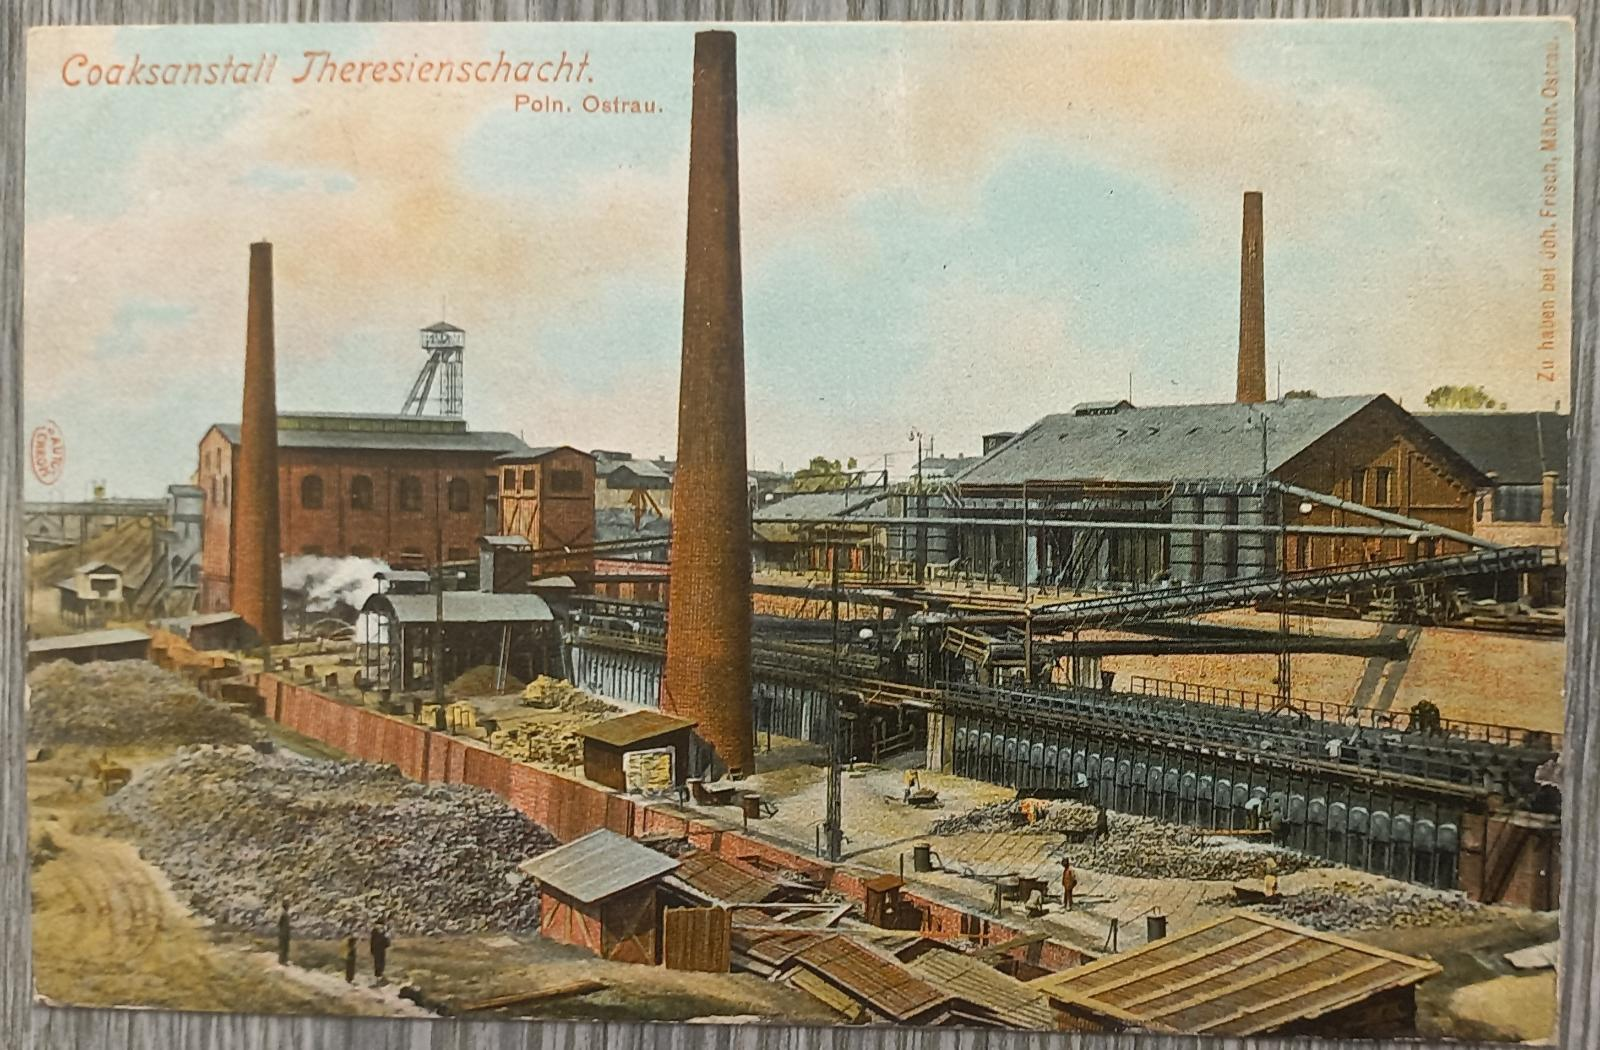 Coaksanstalt Theresienschacht.
Poln. Ostrau.
Zu haben bei Joh. Frisch, Mähr. Ostrau.